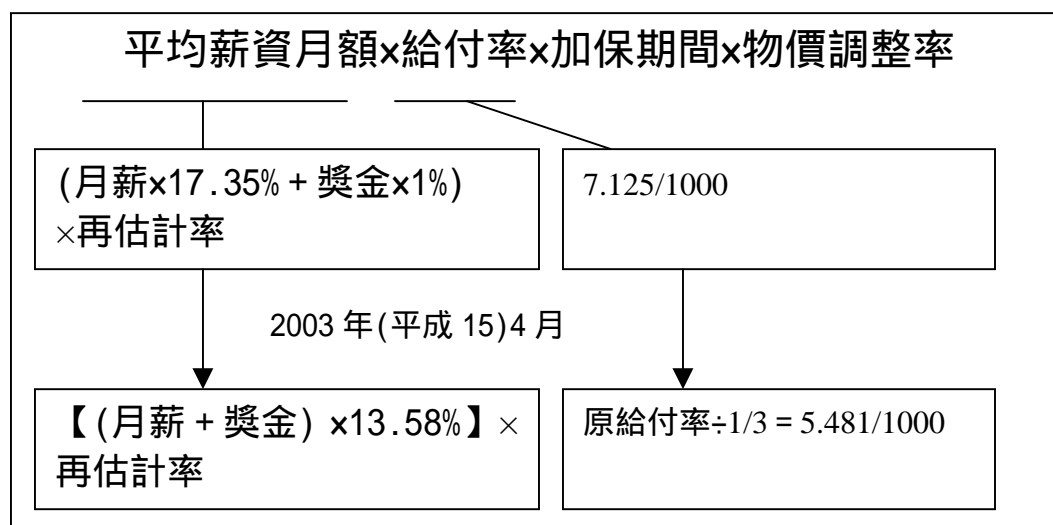 平均薪資月額×給付率×加保期間×物價調整率
(月薪×17.35%+獎金×1%)
×再估計率
7.125/1000
2003 年(平成 15)4 月
【(月薪+獎金) ×13.58%】×
再估計率
原給付率÷1/3 = 5.481/1000